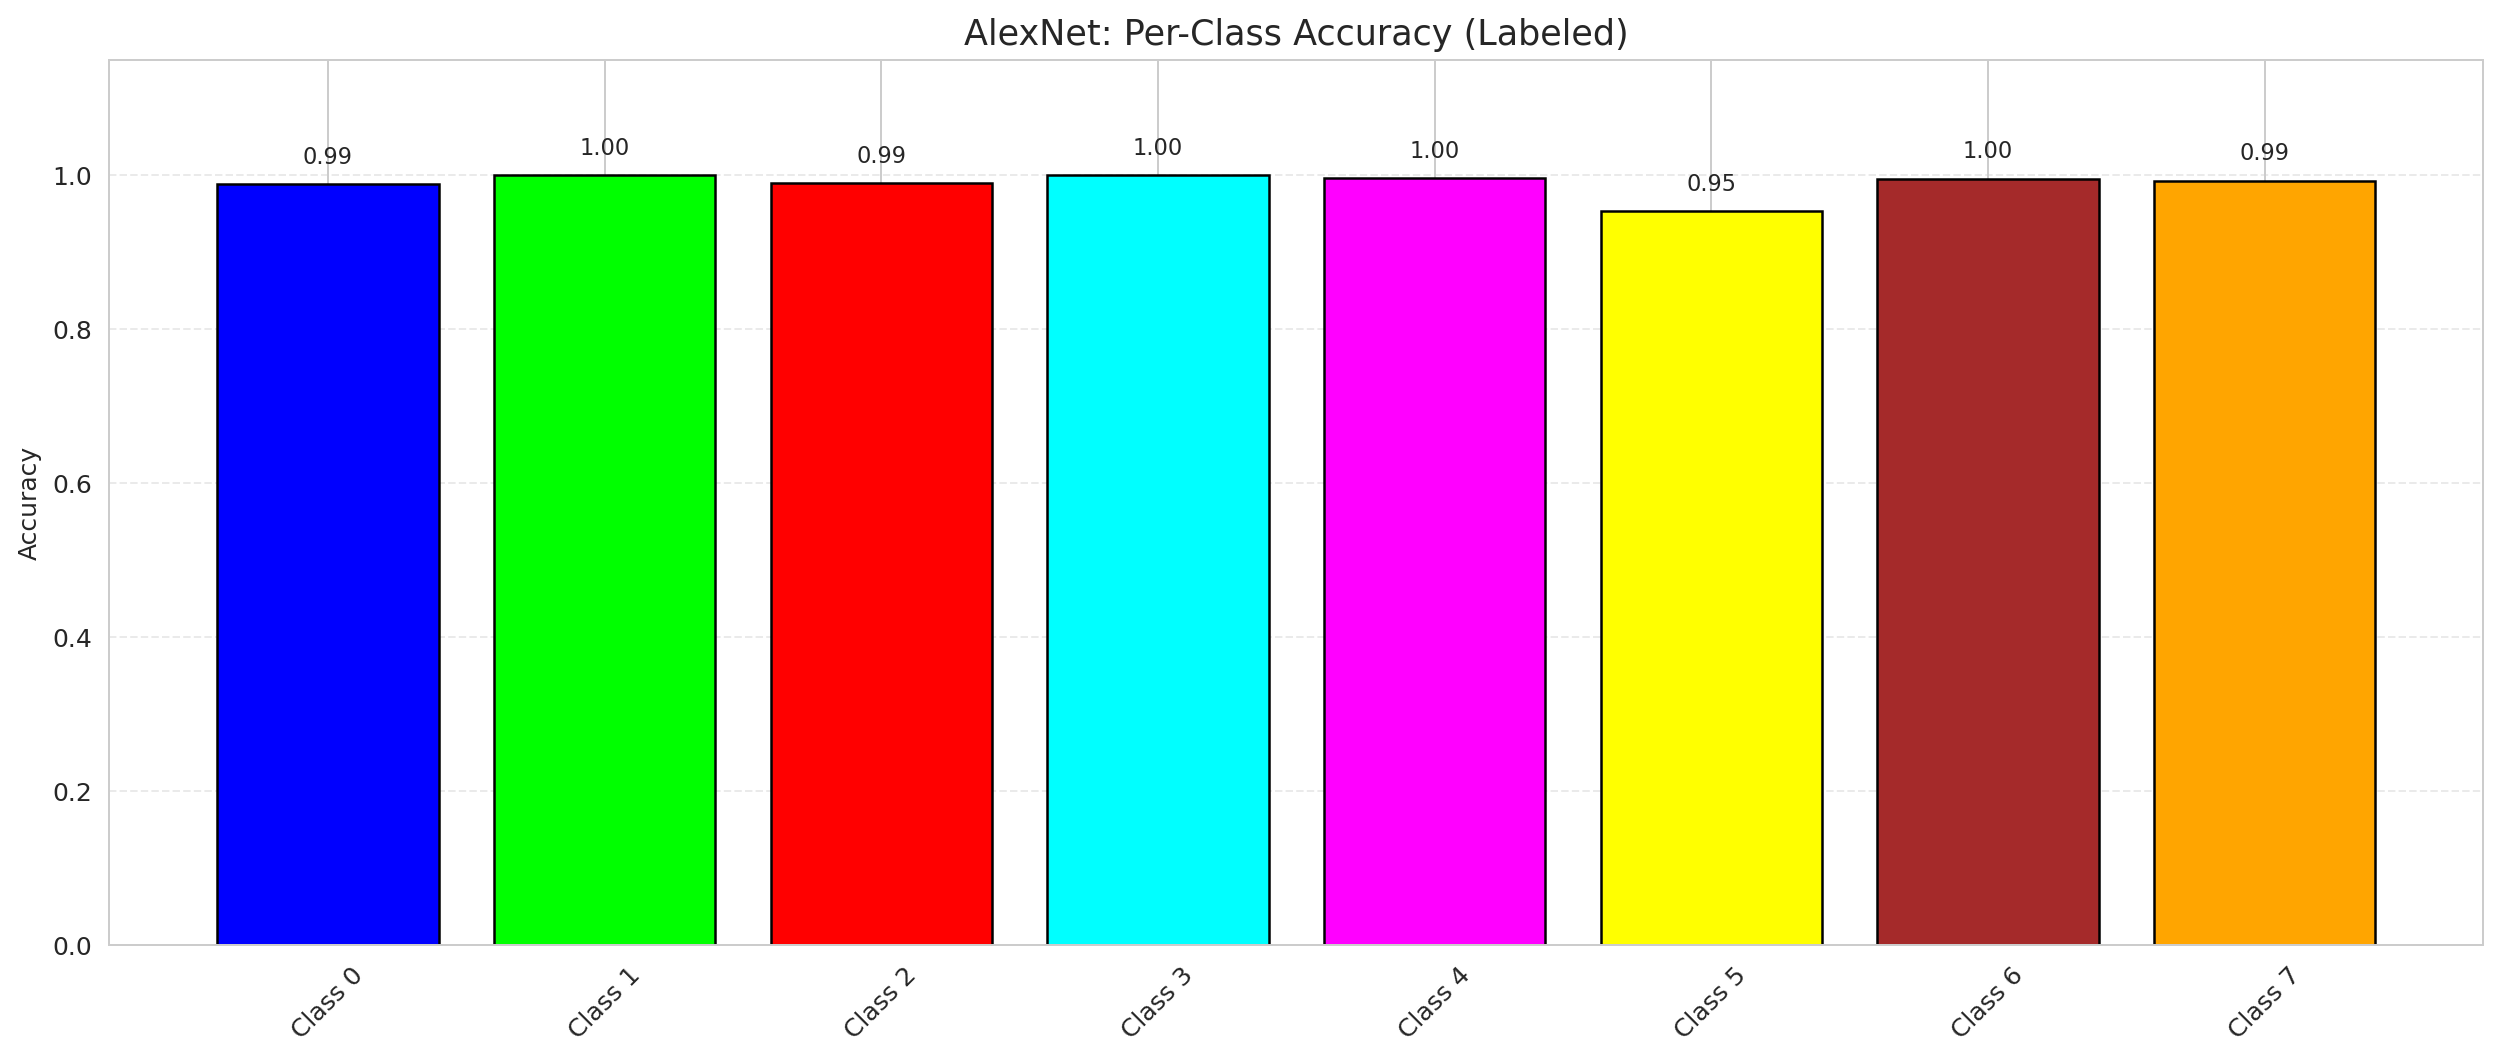 AlexNet: Per-Class Accuracy (Labeled)
Accuracy
1.0
0.8
0.6
0.4
0.2
0.0
0.99
1.00
0.99
1.00
1.00
0.95
1.00
0.99
Class 0
Class 1
Class 2
Class 3
Class 4
Class 5
Class 6
Class 7